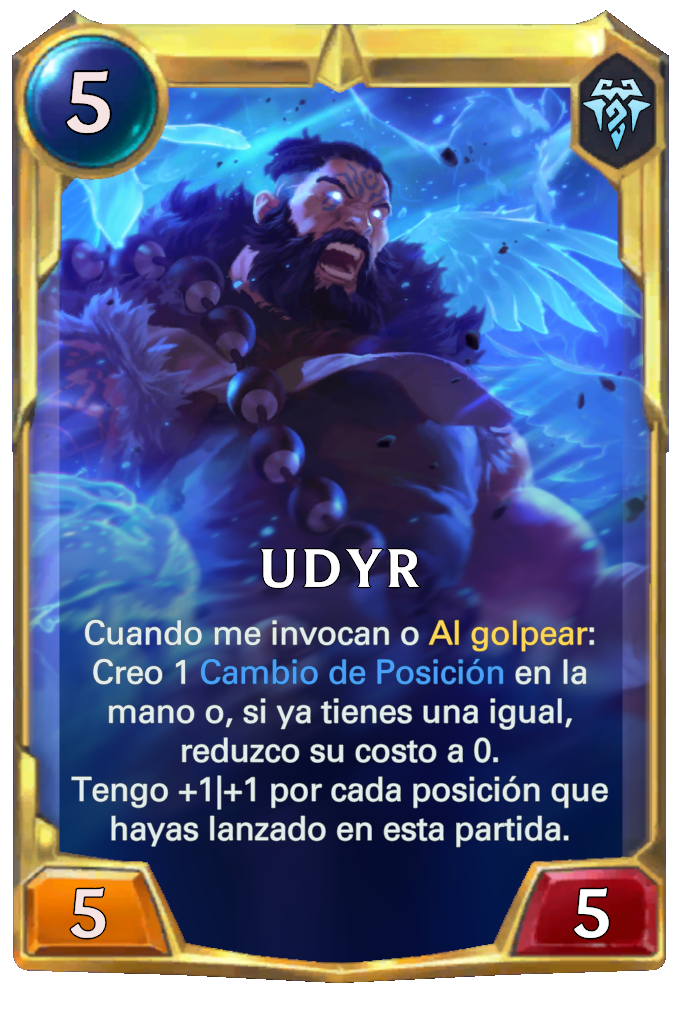 5
UDYR
Cuando me invocan o Al golpear:
Creo 1 Cambio de Posición en la
mano o, si ya tienes una igual,
reduzco su costo a 0.
Tengo +1|+1 por cada posición que
hayas lanzado en esta partida.
5 5